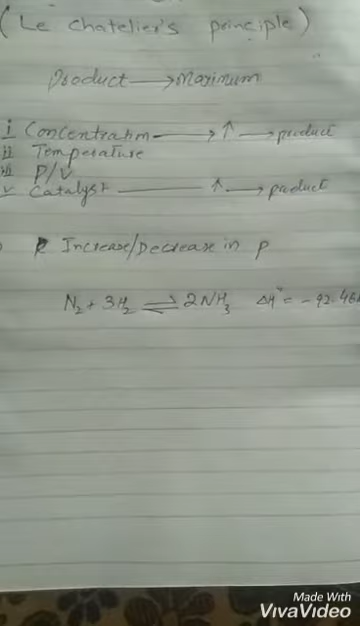 (Le chatelier's principle)
Product → Maximum
i Concentration → ↑ → product
ii Temperature
iii P/V
v Catalyst → ↑ → product
Increase/Decrease in P
N₂ + 3H₂ ⇌ 2NH₃ ΔH° = -92.46
Made With
VivaVideo